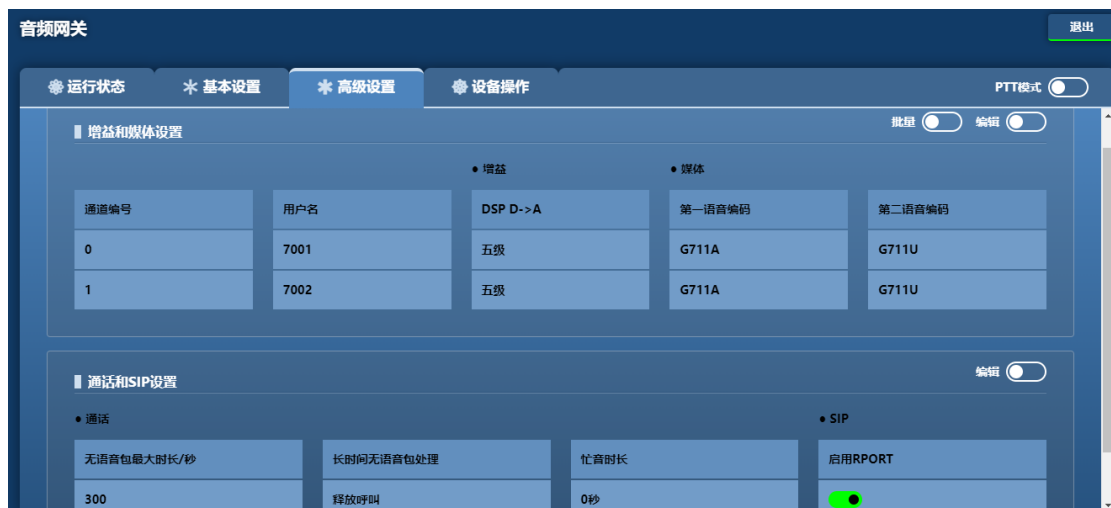 音频网关
退出
运行状态 基本设置 高级设置 设备操作 PTT模式
增益和媒体设置 批量 编辑
● 增益 ● 媒体
通道编号 用户名 DSP D->A 第一语音编码 第二语音编码
0 7001 五级 G711A G711U
1 7002 五级 G711A G711U
通话和SIP设置 编辑
● 通话 ● SIP
无语音包最大时长/秒 长时间无语音包处理 忙音时长 启用RPORT
300 释放呼叫 0秒